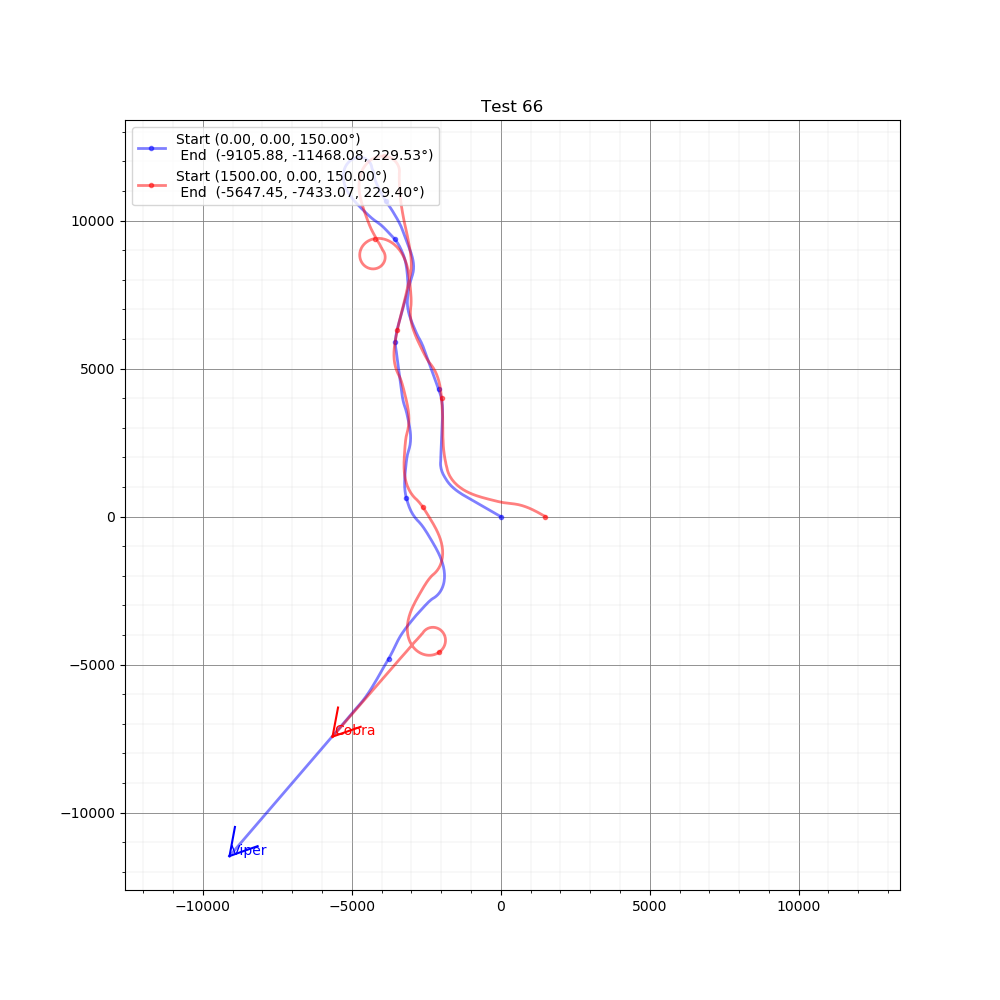 Test 66
Start (0.00, 0.00, 150.00°)
End (-9105.88, -11468.08, 229.53°)
Start (1500.00, 0.00, 150.00°)
End (-5647.45, -7433.07, 229.40°)
10000
5000
0
−5000
−10000
Cobra
Viper
−10000 −5000 0 5000 10000